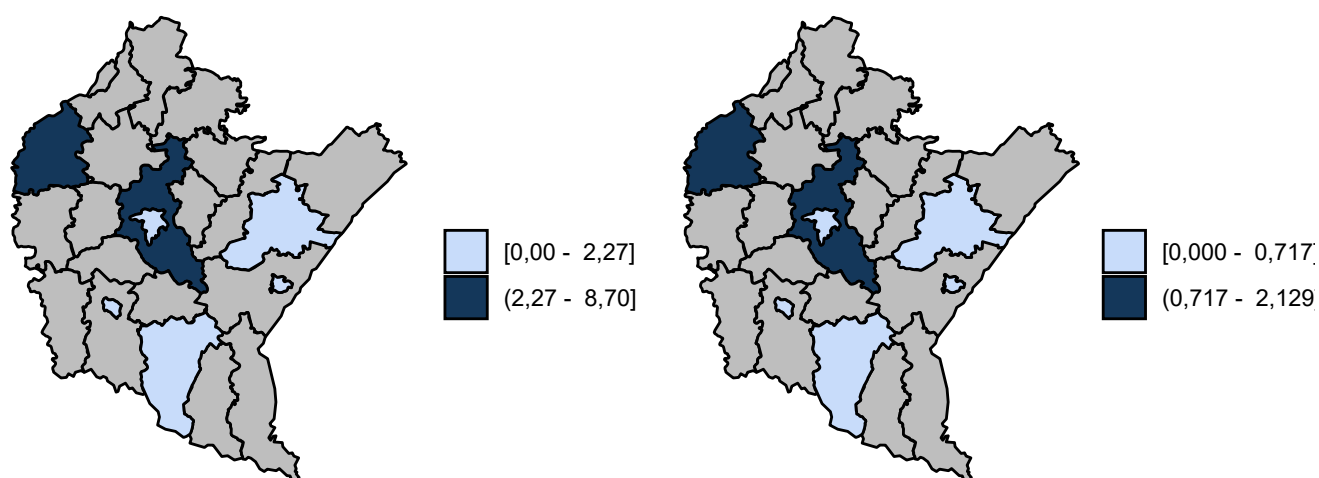 [0,00 - 2,27]
(2,27 - 8,70]
[0,000 - 0,717]
(0,717 - 2,129]